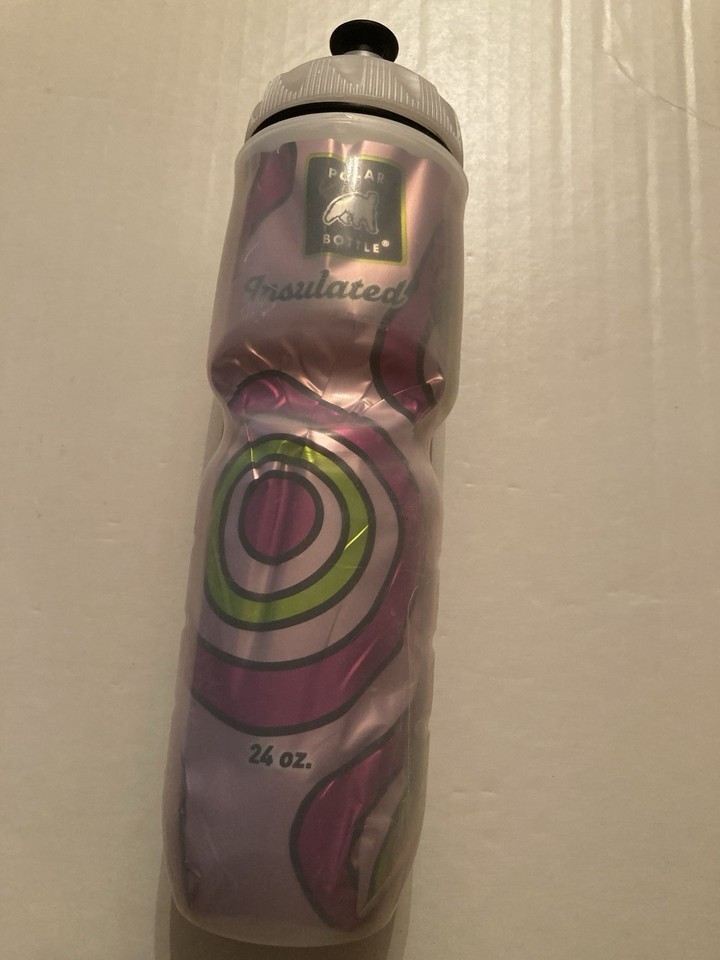 POLAR
BOTTLE®
Insulated
24 oz.